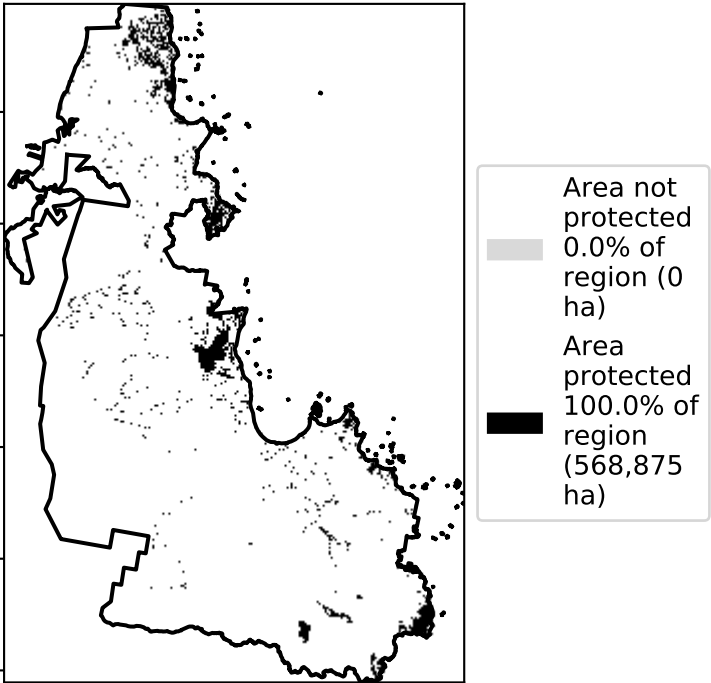 Area not
protected
0.0% of
region (0
ha)
Area
protected
100.0% of
region
(568,875
ha)